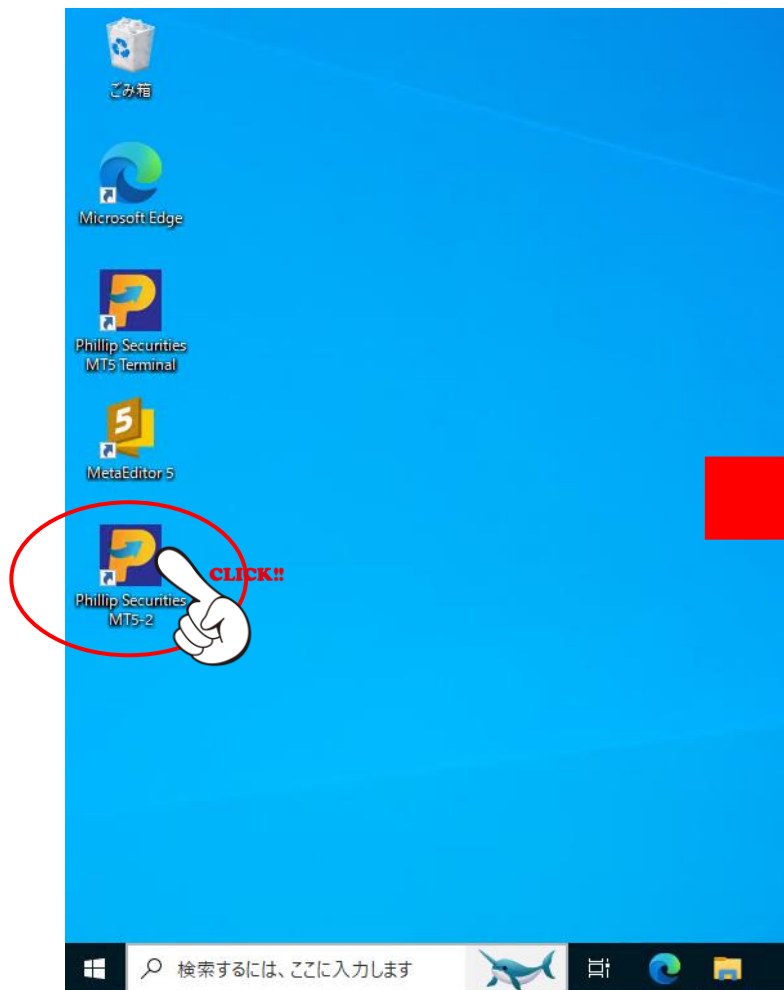 ごみ箱
Microsoft Edge
Phillip Securities
MT5 Terminal
5
MetaEditor 5
CLICK!!
Phillip Securities
MT5-2
検索するには、ここに入力します